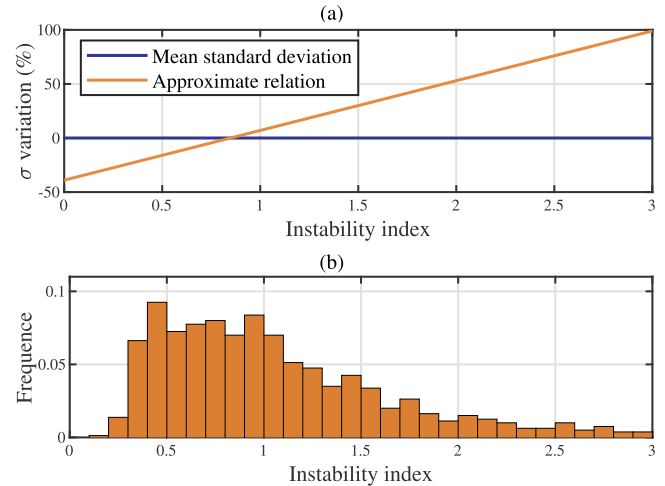 (a)
100
50
0
-50
σ variation (%)
Mean standard deviation
Approximate relation
0 0.5 1 1.5 2 2.5 3
Instability index
(b)
0.1
0.05
0
Frequence
0.5 1 1.5 2 2.5 3
Instability index